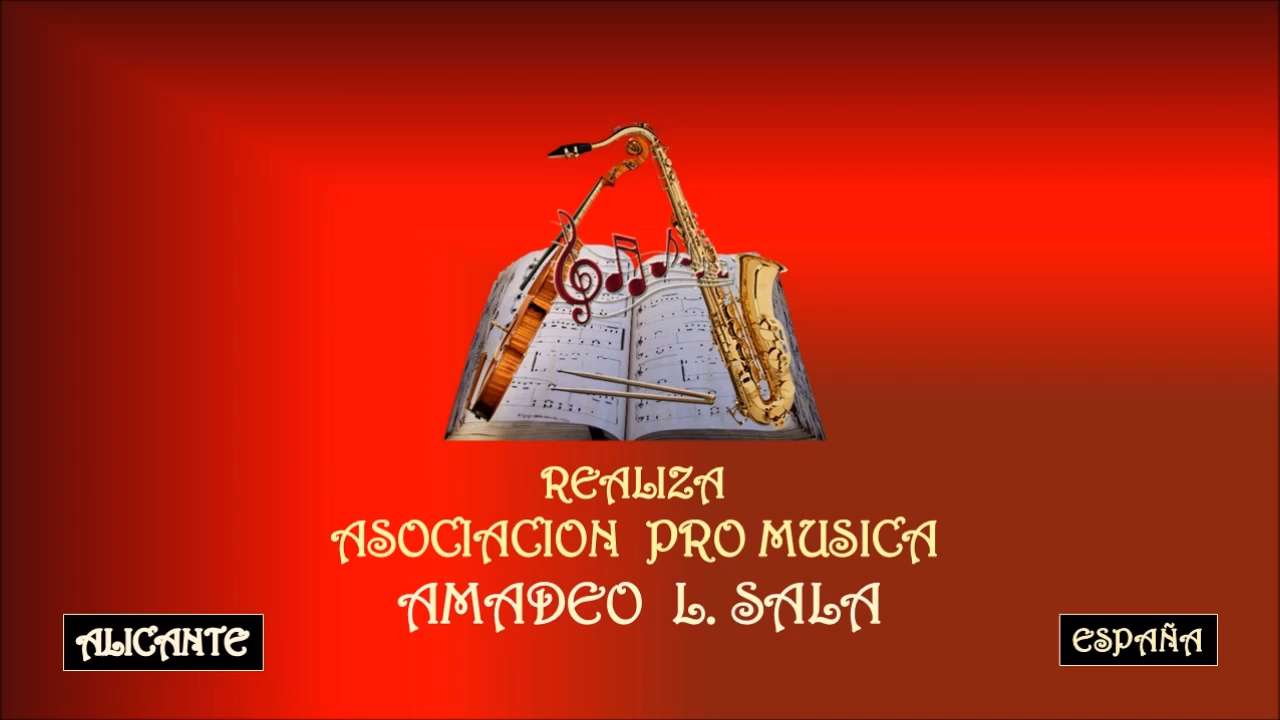 REALIZA
ASOCIACION PRO MUSICA
AMADEO L. SALA
ALICANTE
ESPAÑA